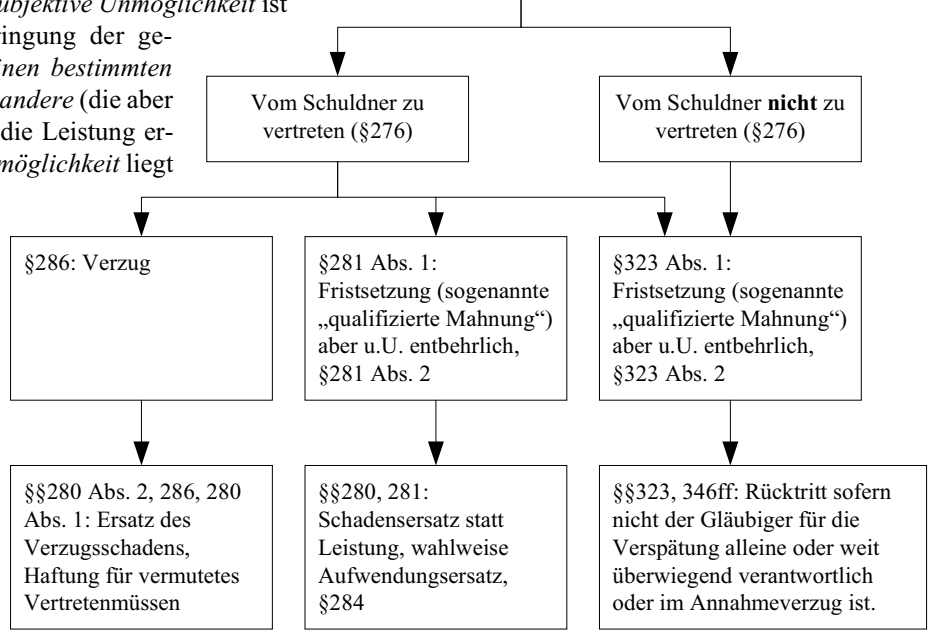 ubjektive Unmöglichkeit ist
ringung der ge-
inen bestimmten
andere (die aber
die Leistung er-
möglichkeit liegt
Vom Schuldner zu
vertreten (§276)
Vom Schuldner nicht zu
vertreten (§276)
§286: Verzug
§281 Abs. 1:
Fristsetzung (sogenannte
„qualifizierte Mahnung“)
aber u.U. entbehrlich,
§281 Abs. 2
§323 Abs. 1:
Fristsetzung (sogenannte
„qualifizierte Mahnung“)
aber u.U. entbehrlich,
§323 Abs. 2
§§280 Abs. 2, 286, 280
Abs. 1: Ersatz des
Verzugsschadens,
Haftung für vermutetes
Vertretenmüssen
§§280, 281:
Schadensersatz statt
Leistung, wahlweise
Aufwendungsersatz,
§284
§§323, 346ff: Rücktritt sofern
nicht der Gläubiger für die
Verspätung alleine oder weit
überwiegend verantwortlich
oder im Annahmeverzug ist.